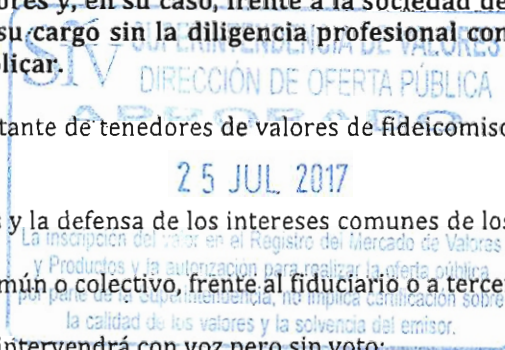 ores y, en su caso, frente a la sociedad de
su cargo sin la diligencia profesional con
licar.
SIV SUPERINTENDENCIA DE VALORES
DIRECCIÓN DE OFERTA PÚBLICA
APROBADO
tante de tenedores de valores de fideicomiso
25 JUL 2017
s y la defensa de los intereses comunes de los
La inscripción del valor en el Registro del Mercado de Valores
y Productos y la autorización para realizar la oferta pública
mún o colectivo, frente al fiduciario o a terce
por parte de la Superintendencia, no implica certificación sobre
la calidad de los valores y la solvencia del emisor.
intervendrá con voz pero sin voto;